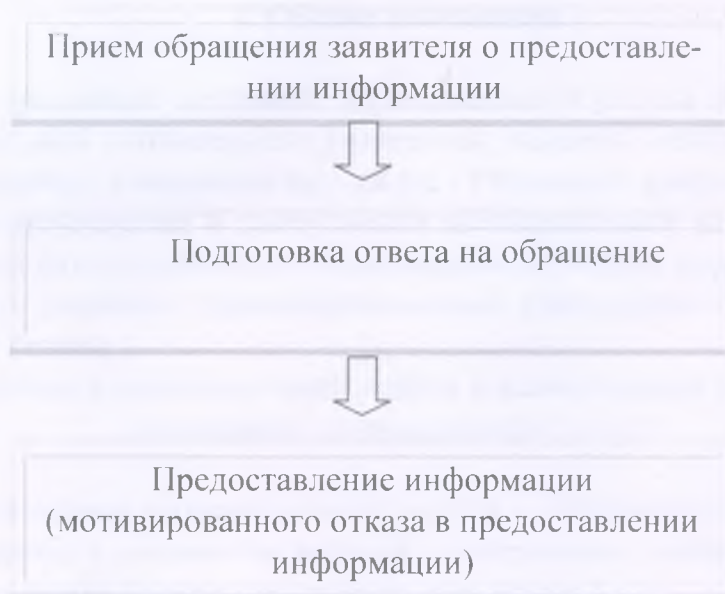 Прием обращения заявителя о предоставле-
нии информации
Подготовка ответа на обращение
Предоставление информации
(мотивированного отказа в предоставлении
информации)